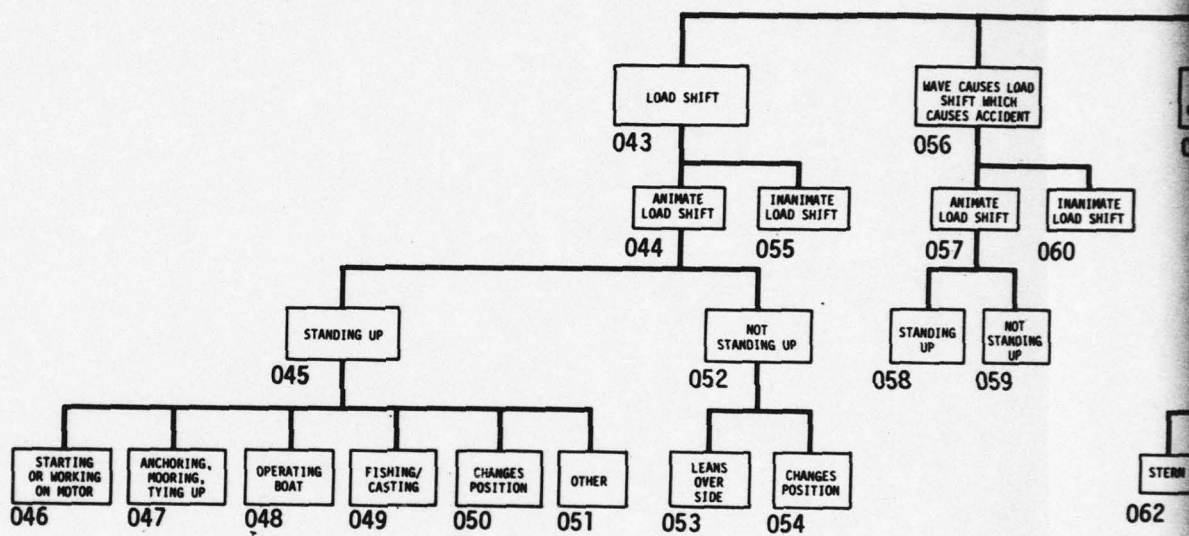 LOAD SHIFT
043
WAVE CAUSES LOAD
SHIFT WHICH
CAUSES ACCIDENT
056
ANIMATE
LOAD SHIFT
044
INANIMATE
LOAD SHIFT
055
ANIMATE
LOAD SHIFT
057
INANIMATE
LOAD SHIFT
060
STANDING UP
045
NOT
STANDING UP
052
STANDING
UP
058
NOT
STANDING
UP
059
STARTING
OR WORKING
ON MOTOR
046
ANCHORING,
MOORING,
TYING UP
047
OPERATING
BOAT
048
FISHING/
CASTING
049
CHANGES
POSITION
050
OTHER
051
LEANS
OVER
SIDE
053
CHANGES
POSITION
054
STERN
062